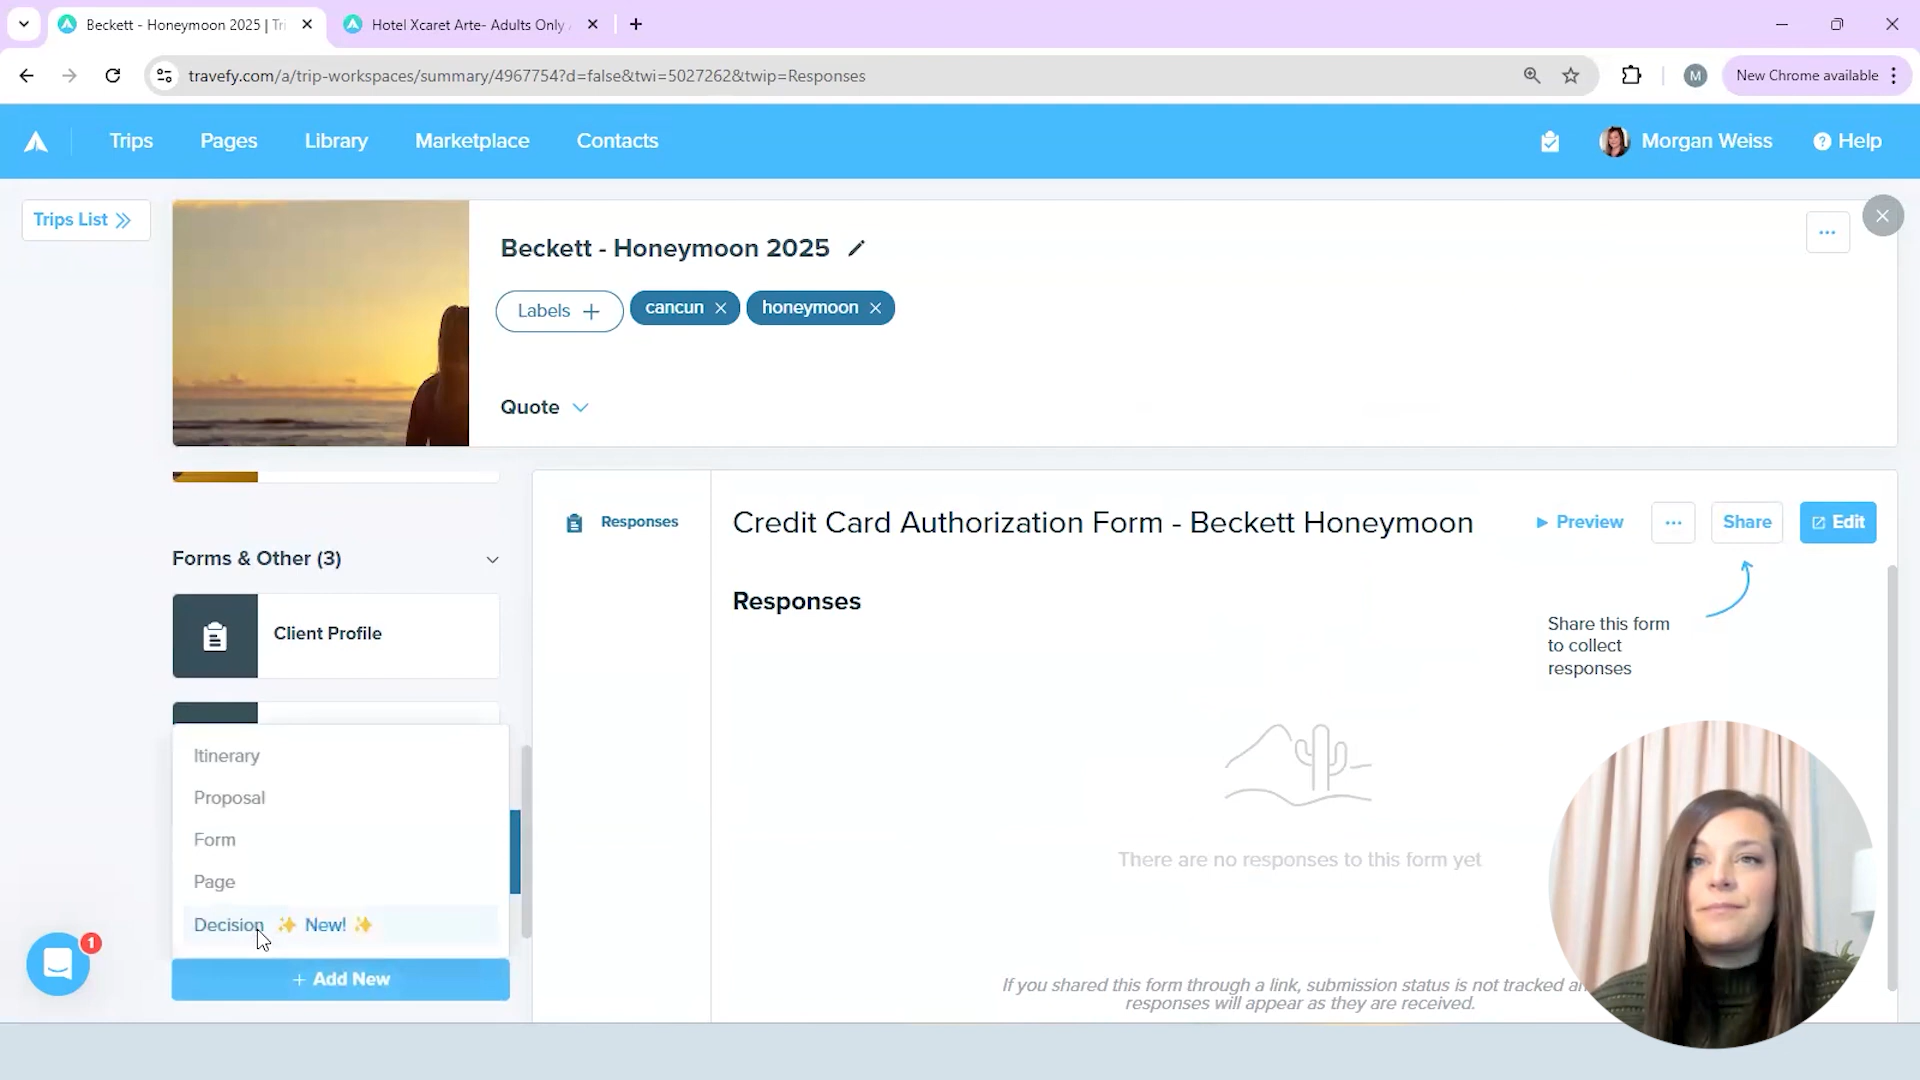 Beckett - Honeymoon 2025 | Tri
Hotel Xcaret Arte- Adults Only
travefy.com/a/trip-workspaces/summary/4967754?d=false&twi=5027262&twip=Responses
M
New Chrome available
Trips
Pages
Library
Marketplace
Contacts
Morgan Weiss
Help
Trips List
Beckett - Honeymoon 2025
Labels +
cancun
honeymoon
Quote
Forms & Other (3)
Client Profile
Itinerary
Proposal
Form
Page
Decision ✨ New! ✨
+ Add New
1
Responses
Credit Card Authorization Form - Beckett Honeymoon
Preview
Share
Edit
Responses
Share this form
to collect
responses
There are no responses to this form yet
If you shared this form through a link, submission status is not tracked
responses will appear as they are received.